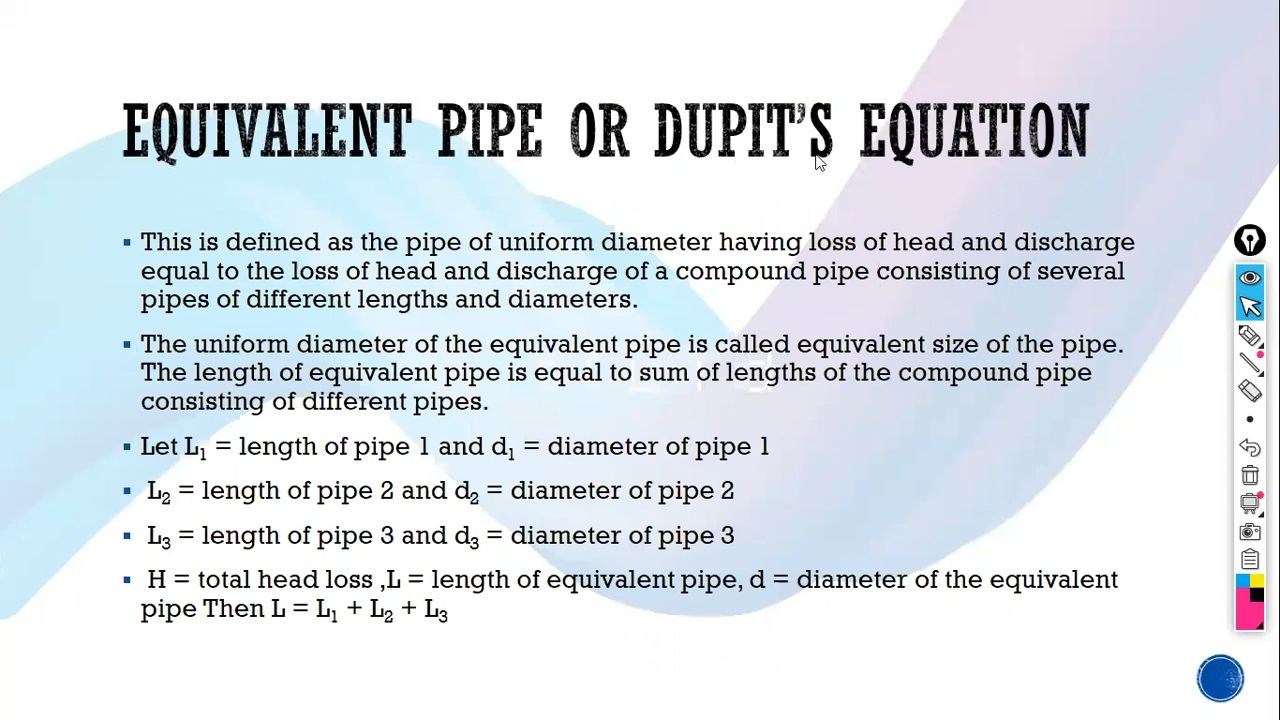 EQUIVALENT PIPE OR DUPIT'S EQUATION
▪ This is defined as the pipe of uniform diameter having loss of head and discharge
equal to the loss of head and discharge of a compound pipe consisting of several
pipes of different lengths and diameters.
▪ The uniform diameter of the equivalent pipe is called equivalent size of the pipe.
The length of equivalent pipe is equal to sum of lengths of the compound pipe
consisting of different pipes.
▪ Let L₁ = length of pipe 1 and d₁ = diameter of pipe 1
▪ L₂ = length of pipe 2 and d₂ = diameter of pipe 2
▪ L₃ = length of pipe 3 and d₃ = diameter of pipe 3
▪ H = total head loss ,L = length of equivalent pipe, d = diameter of the equivalent
pipe Then L = L₁ + L₂ + L₃